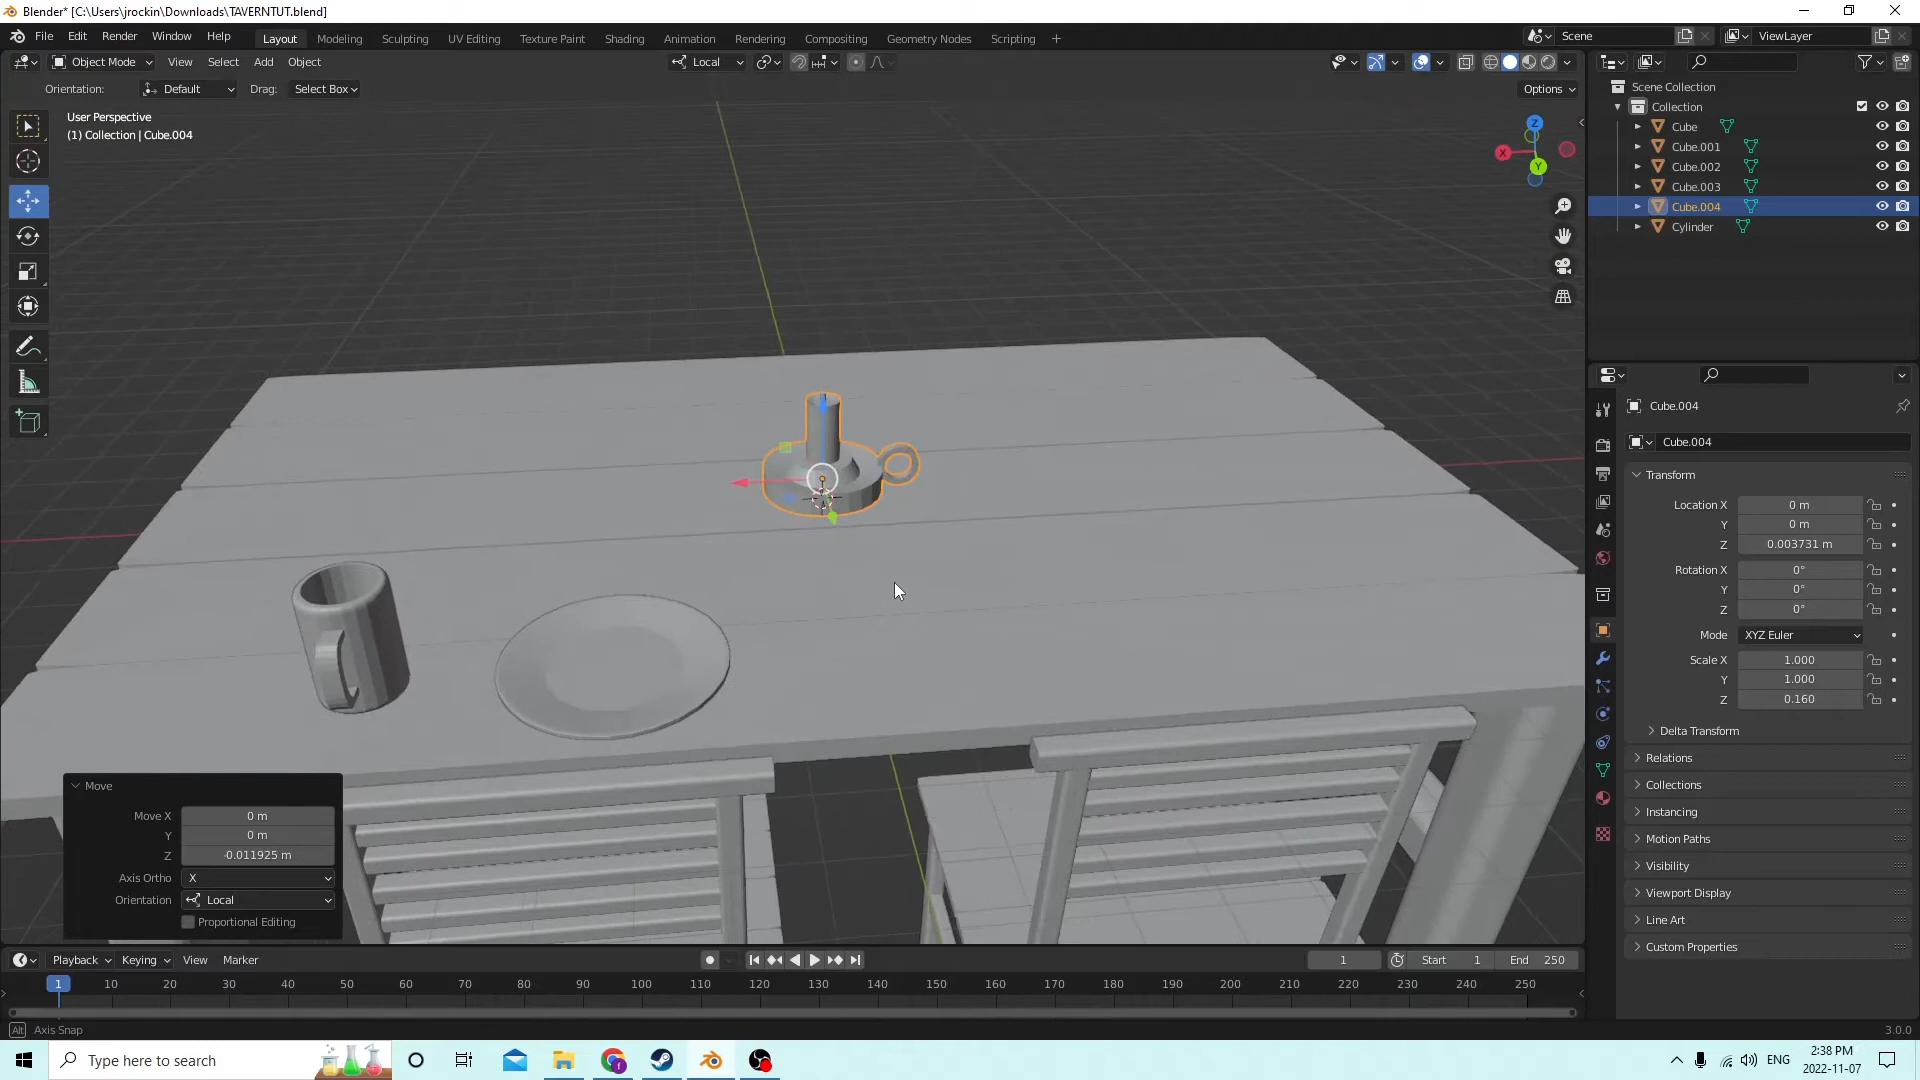 Blender* [C:\Users\jrockin\Downloads\TAVERNTUT.blend]
File Edit Render Window Help Layout Modeling Sculpting UV Editing Texture Paint Shading Animation Rendering Compositing Geometry Nodes Scripting + Scene ViewLayer
Object Mode View Select Add Object Local
Orientation: Default Drag: Select Box Options
User Perspective
(1) Collection | Cube.004
Z
X
Y
Scene Collection
Collection
Cube
Cube.001
Cube.002
Cube.003
Cube.004
Cylinder
Cube.004
Cube.004
Transform
Location X 0 m
Y 0 m
Z 0.003731 m
Rotation X 0°
Y 0°
Z 0°
Mode XYZ Euler
Scale X 1.000
Y 1.000
Z 0.160
Delta Transform
Relations
Collections
Instancing
Motion Paths
Visibility
Viewport Display
Line Art
Custom Properties
Move
Move X 0 m
Y 0 m
Z -0.011925 m
Axis Ortho X
Orientation Local
Proportional Editing
Playback Keying View Marker 1 Start 1 End 250
1 10 20 30 40 50 60 70 80 90 100 110 120 130 140 150 160 170 180 190 200 210 220 230 240 250
Alt Axis Snap 3.0.0
Type here to search ENG 2:38 PM
2022-11-07